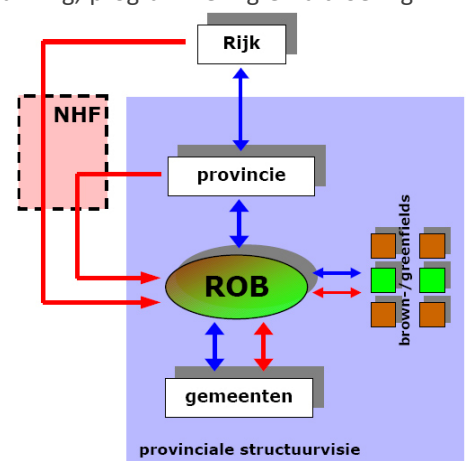 Rijk
NHF
provincie
ROB
brown-/greenfields
gemeenten
provinciale structuurvisie